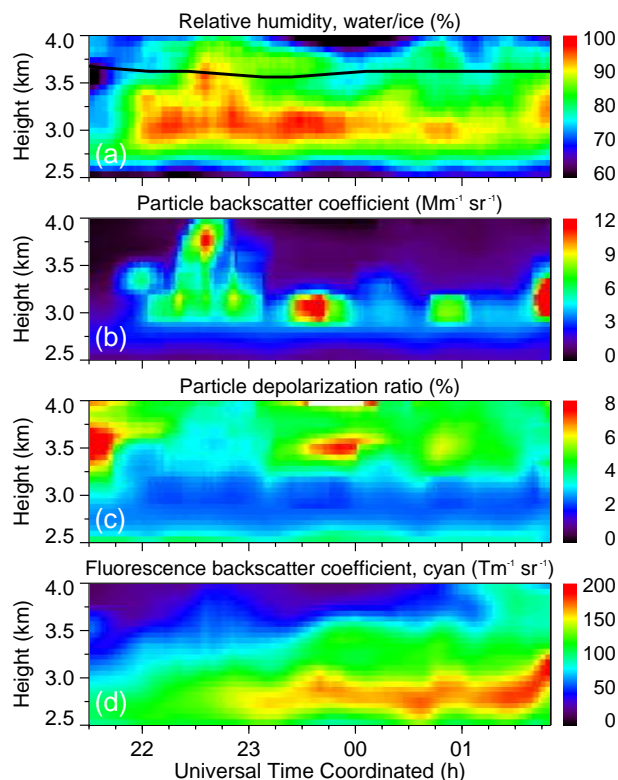 Relative humidity, water/ice (%)
4.0
3.5
3.0
2.5
Height (km)
(a)
100
90
80
70
60
Particle backscatter coefficient (Mm⁻¹ sr⁻¹)
4.0
3.5
3.0
2.5
Height (km)
(b)
12
9
6
3
0
Particle depolarization ratio (%)
4.0
3.5
3.0
2.5
Height (km)
(c)
8
6
4
2
0
Fluorescence backscatter coefficient, cyan (Tm⁻¹ sr⁻¹)
4.0
3.5
3.0
2.5
Height (km)
(d)
200
150
100
50
0
22 23 00 01
Universal Time Coordinated (h)